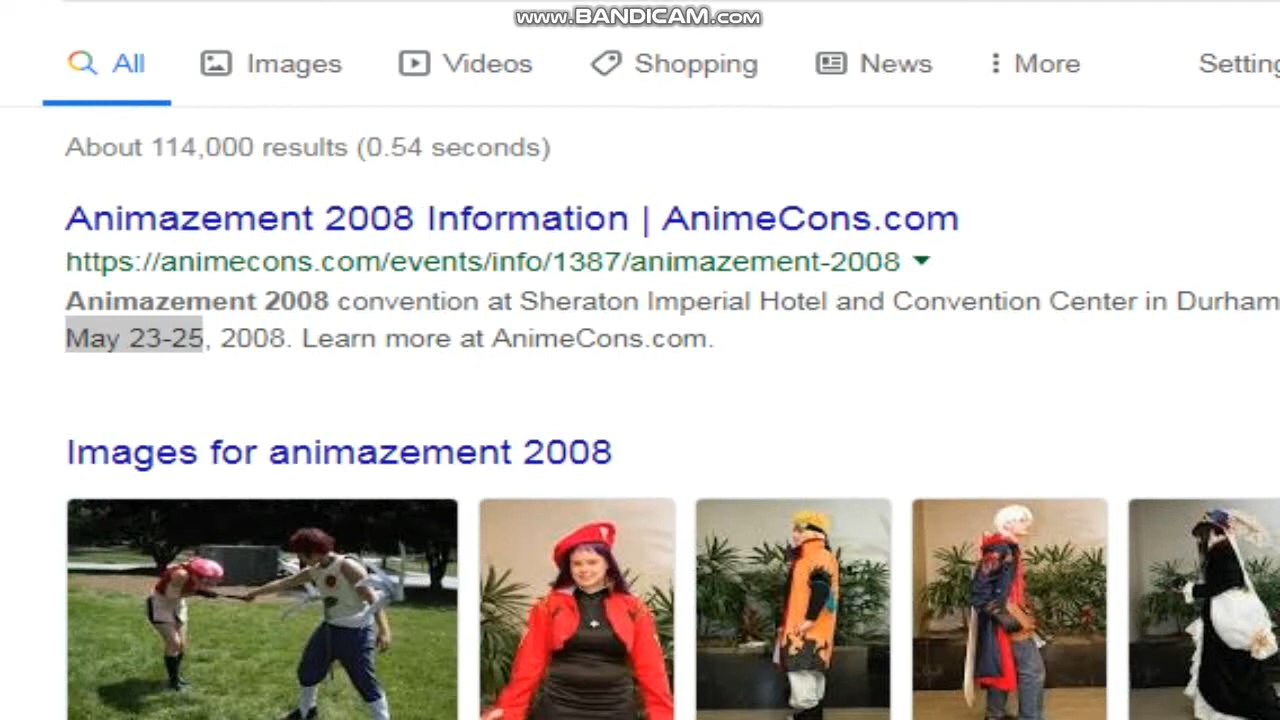 www.BANDICAM.com
All Images Videos Shopping News More Setting
About 114,000 results (0.54 seconds)
Animazement 2008 Information | AnimeCons.com
https://animecons.com/events/info/1387/animazement-2008
Animazement 2008 convention at Sheraton Imperial Hotel and Convention Center in Durham
May 23-25, 2008. Learn more at AnimeCons.com.
Images for animazement 2008